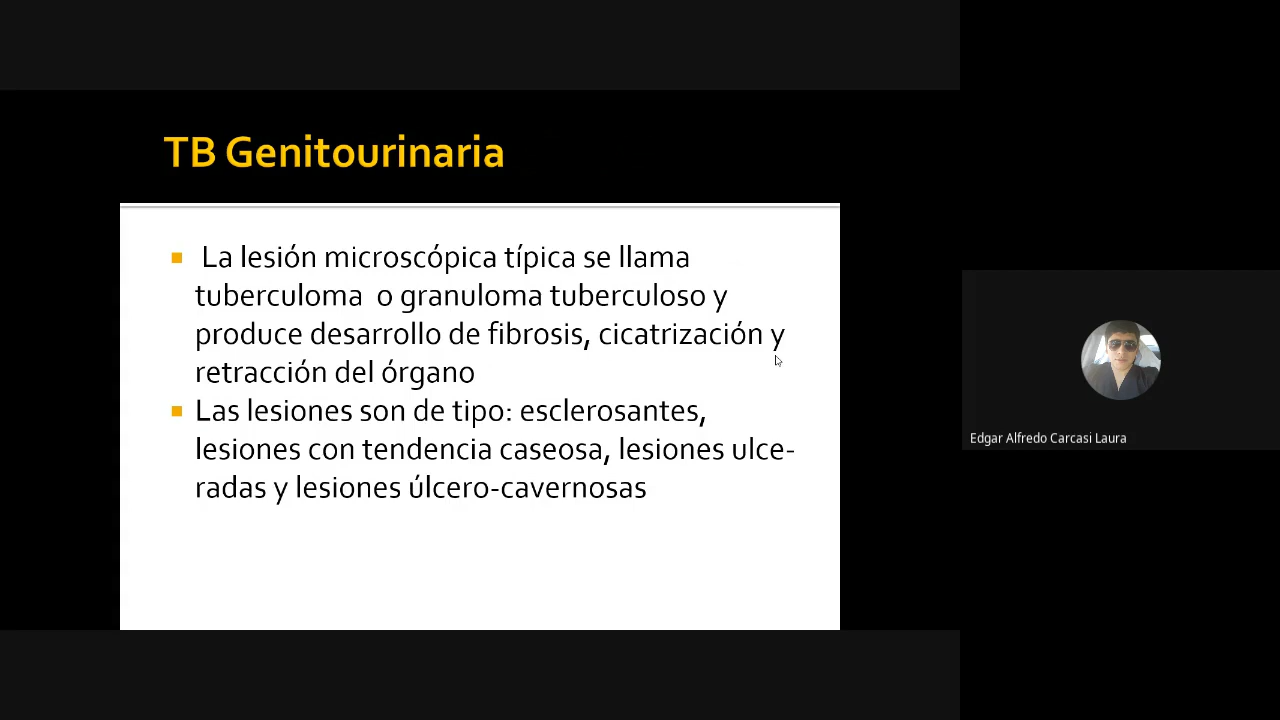 TB Genitourinaria
La lesión microscópica típica se llama
tuberculoma o granuloma tuberculoso y
produce desarrollo de fibrosis, cicatrización y
retracción del órgano
Las lesiones son de tipo: esclerosantes,
lesiones con tendencia caseosa, lesiones ulce-
radas y lesiones úlcero-cavernosas
Edgar Alfredo Carcasi Laura